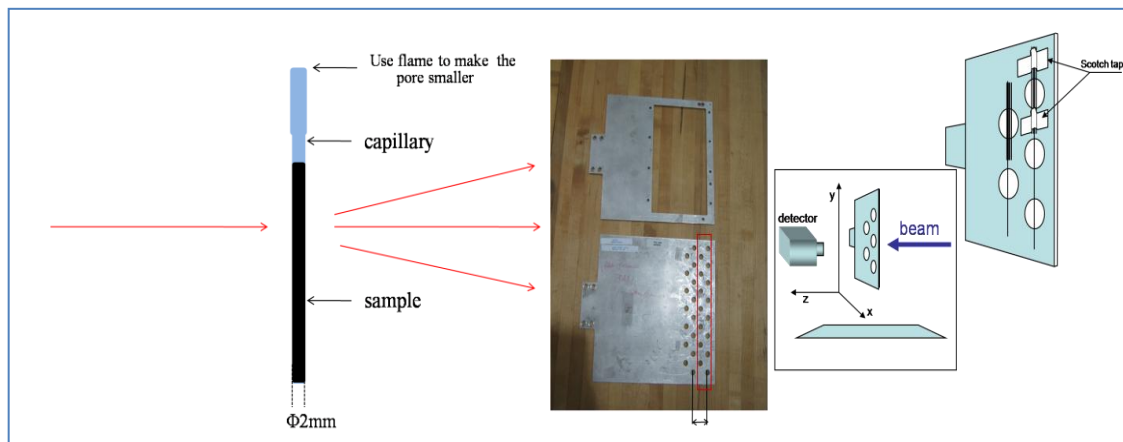 Use flame to make the
pore smaller
capillary
sample
Φ2mm
Scotch tap
detector
y
beam
z
x